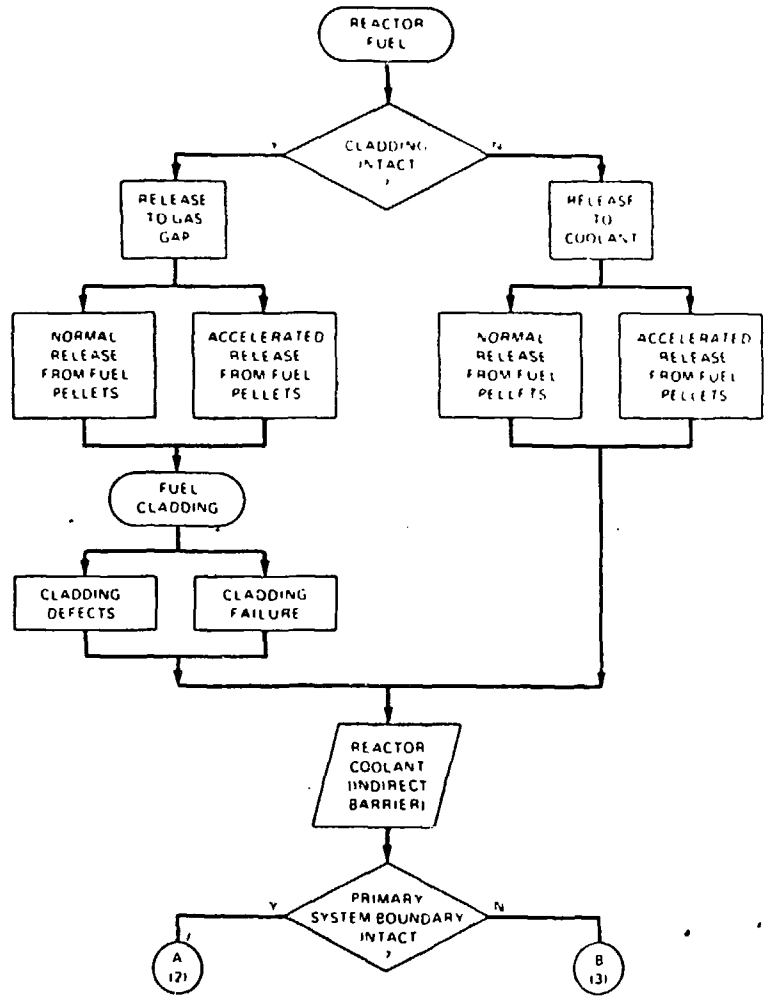 REACTOR
FUEL
CLADDING
INTACT
?
Y
N
RELEASE
TO GAS
GAP
RELEASE
TO
COOLANT
NORMAL
RELEASE
FROM FUEL
PELLETS
ACCELERATED
RELEASE
FROM FUEL
PELLETS
NORMAL
RELEASE
FROM FUEL
PELLETS
ACCELERATED
RELEASE
FROM FUEL
PELLETS
FUEL
CLADDING
CLADDING
DEFECTS
CLADDING
FAILURE
REACTOR
COOLANT
(INDIRECT
BARRIER)
PRIMARY
SYSTEM BOUNDARY
INTACT
?
Y
N
A
(2)
B
(3)